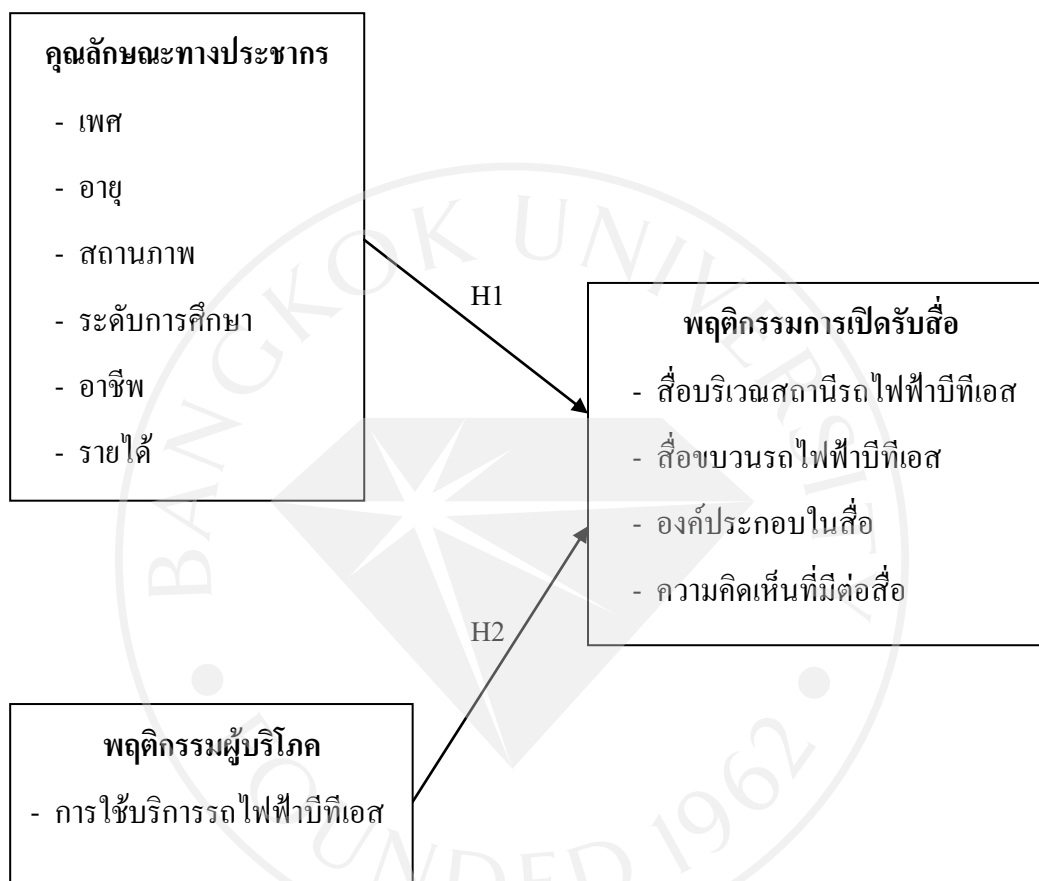 คุณลักษณะทางประชากร
- เพศ
- อายุ
- สถานภาพ
- ระดับการศึกษา
- อาชีพ
- รายได้
H1
พฤติกรรมการเปิดรับสื่อ
- สื่อบริเวณสถานีรถไฟฟ้าบีทีเอส
- สื่อขบวนรถไฟฟ้าบีทีเอส
- องค์ประกอบในสื่อ
- ความคิดเห็นที่มีต่อสื่อ
H2
พฤติกรรมผู้บริโภค
- การใช้บริการรถไฟฟ้าบีทีเอส
BANGKOK UNIVERSITY
FOUNDED 1962